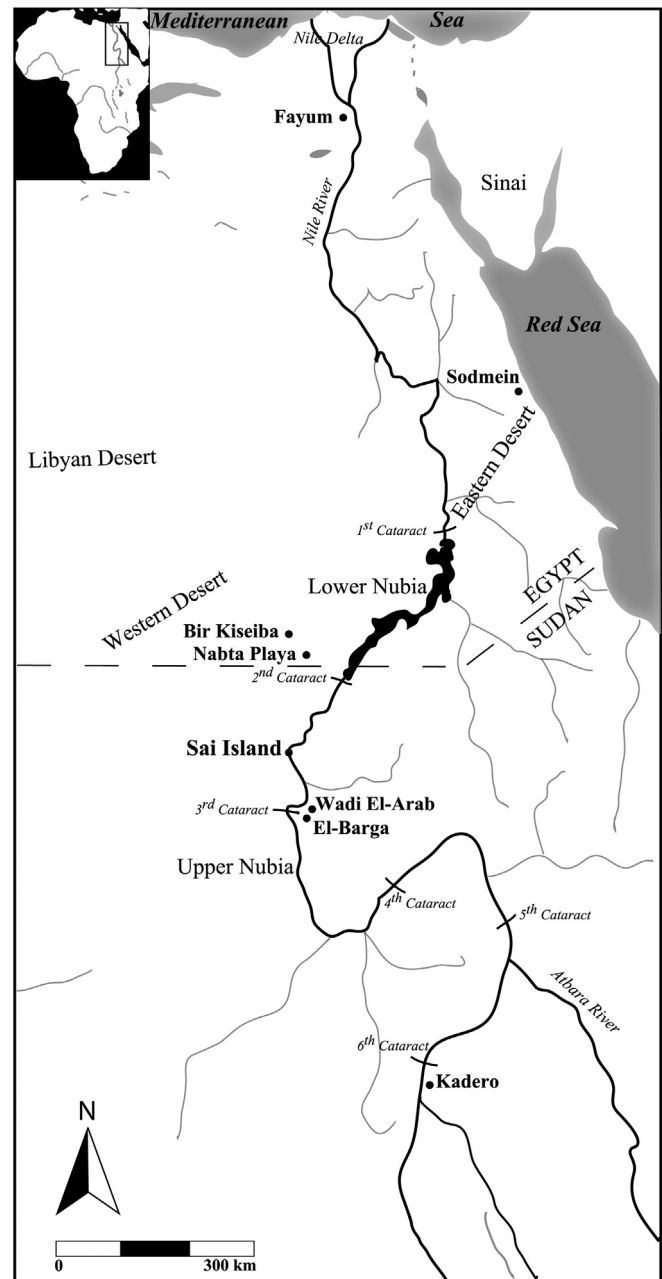 Mediterranean Sea
Nile Delta
Fayum
Sinai
Nile River
Red Sea
Sodmein
Eastern Desert
Libyan Desert
1st Cataract
EGYPT
Lower Nubia
SUDAN
Western Desert
Bir Kiseiba
Nabta Playa
2nd Cataract
Sai Island
Wadi El-Arab
3rd Cataract
El-Barga
Upper Nubia
4th Cataract
5th Cataract
Atbara River
6th Cataract
Kadero
N
0 300 km